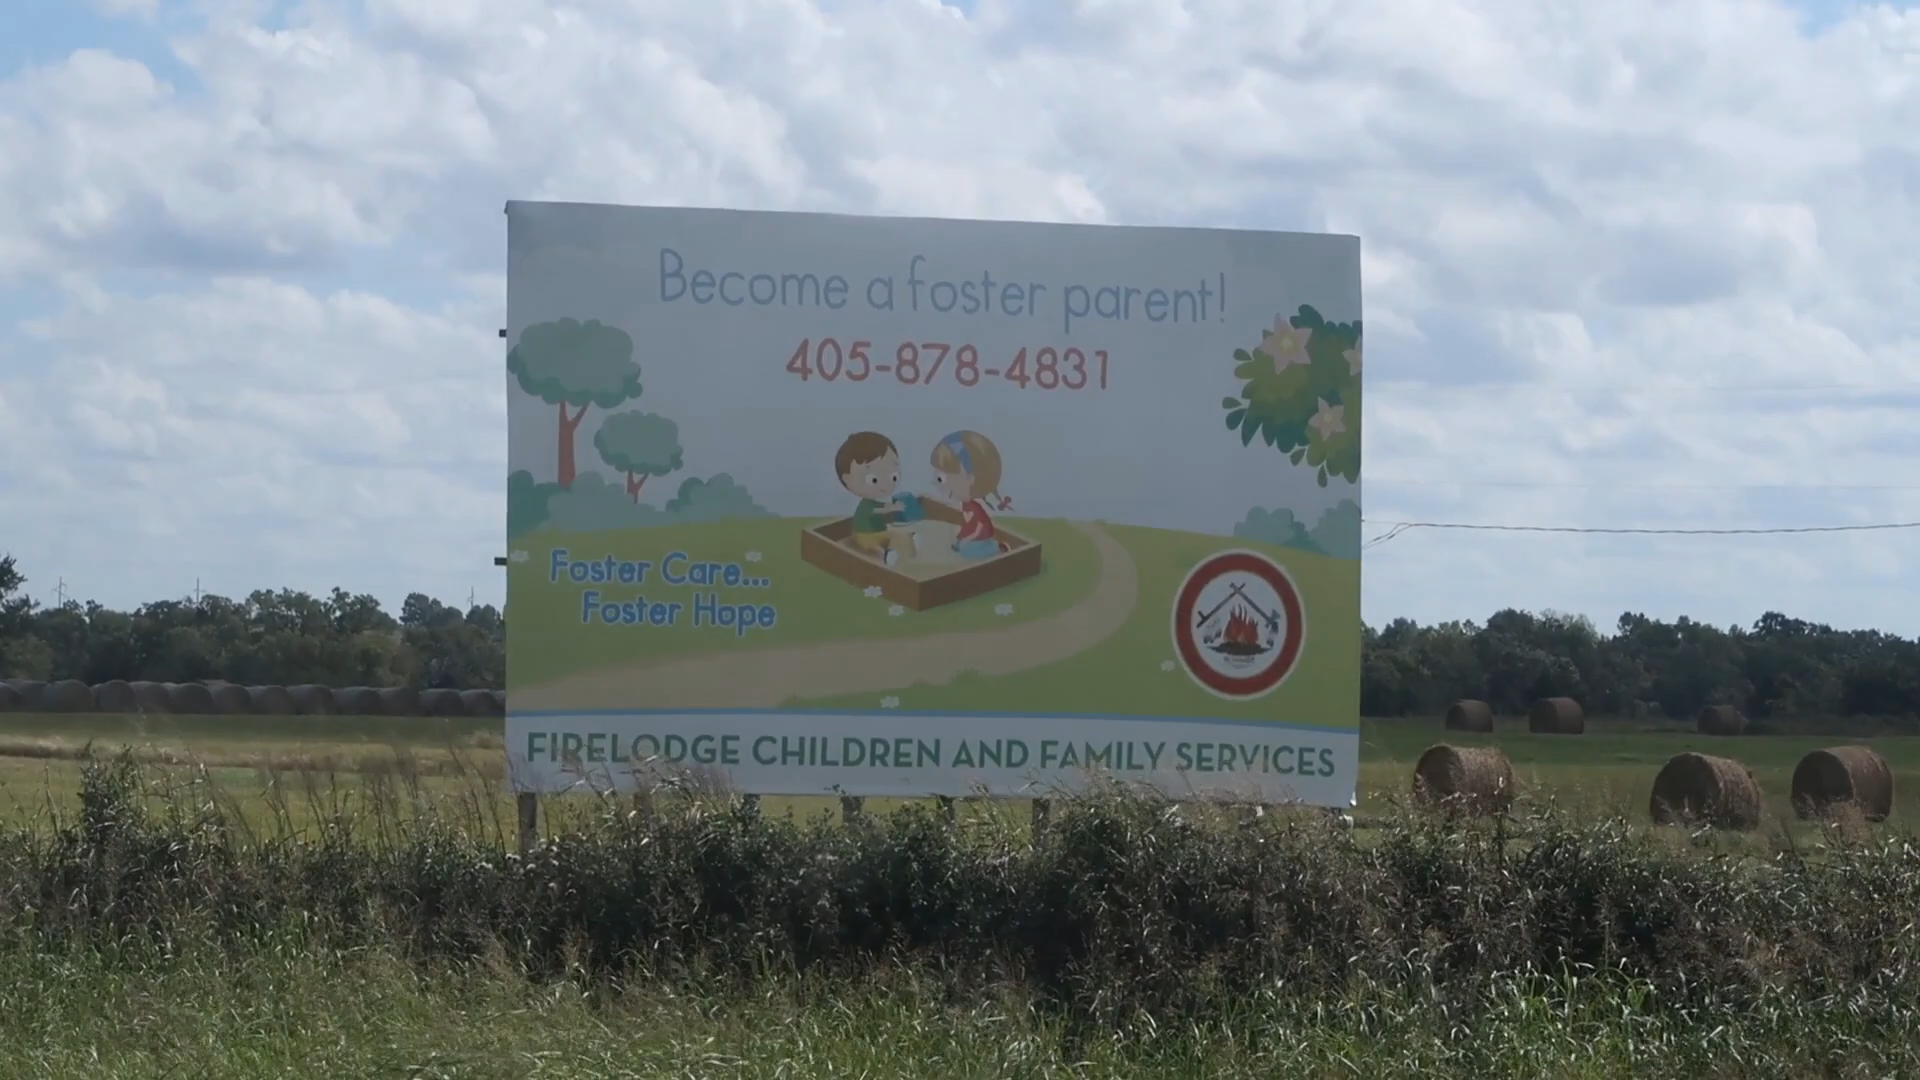 Become a foster parent!
405-878-4831
Foster Care...
Foster Hope
FIRELODGE CHILDREN AND FAMILY SERVICES